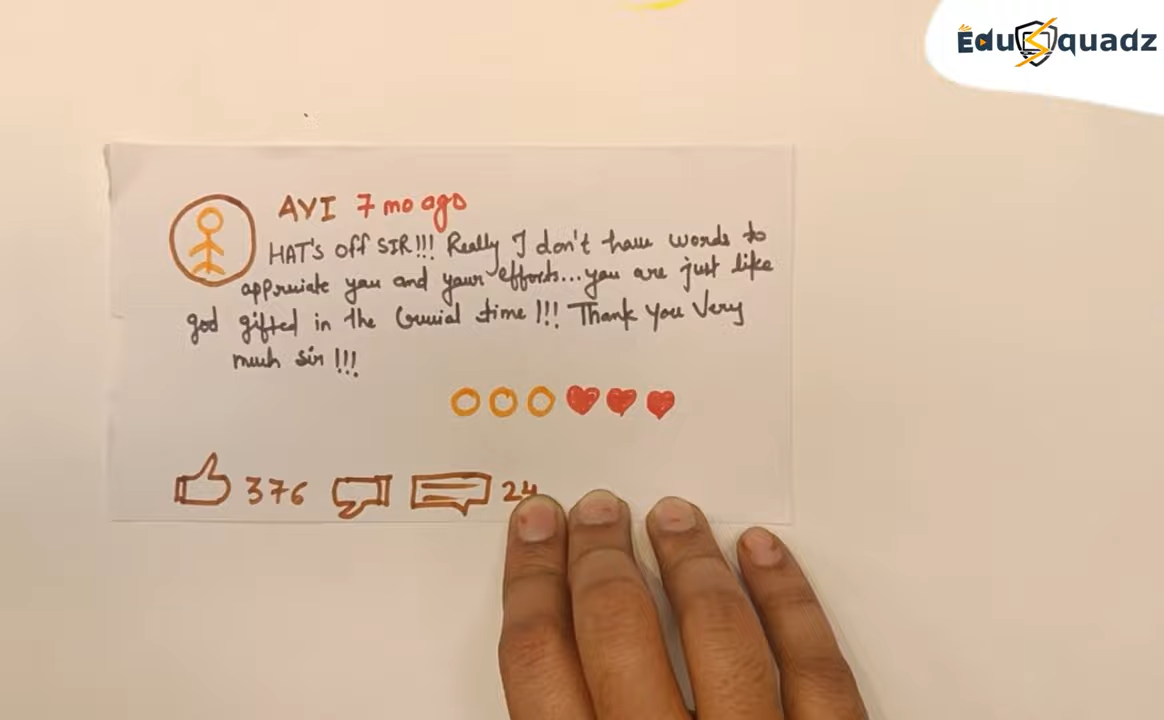 EduSquadz
AVI 7 mo ago
HAT's off SIR!!! Really I don't have words to
appreciate you and your efforts... you are just like
god gifted in the Crucial time !!! Thank you Very
much sir !!!
376 24